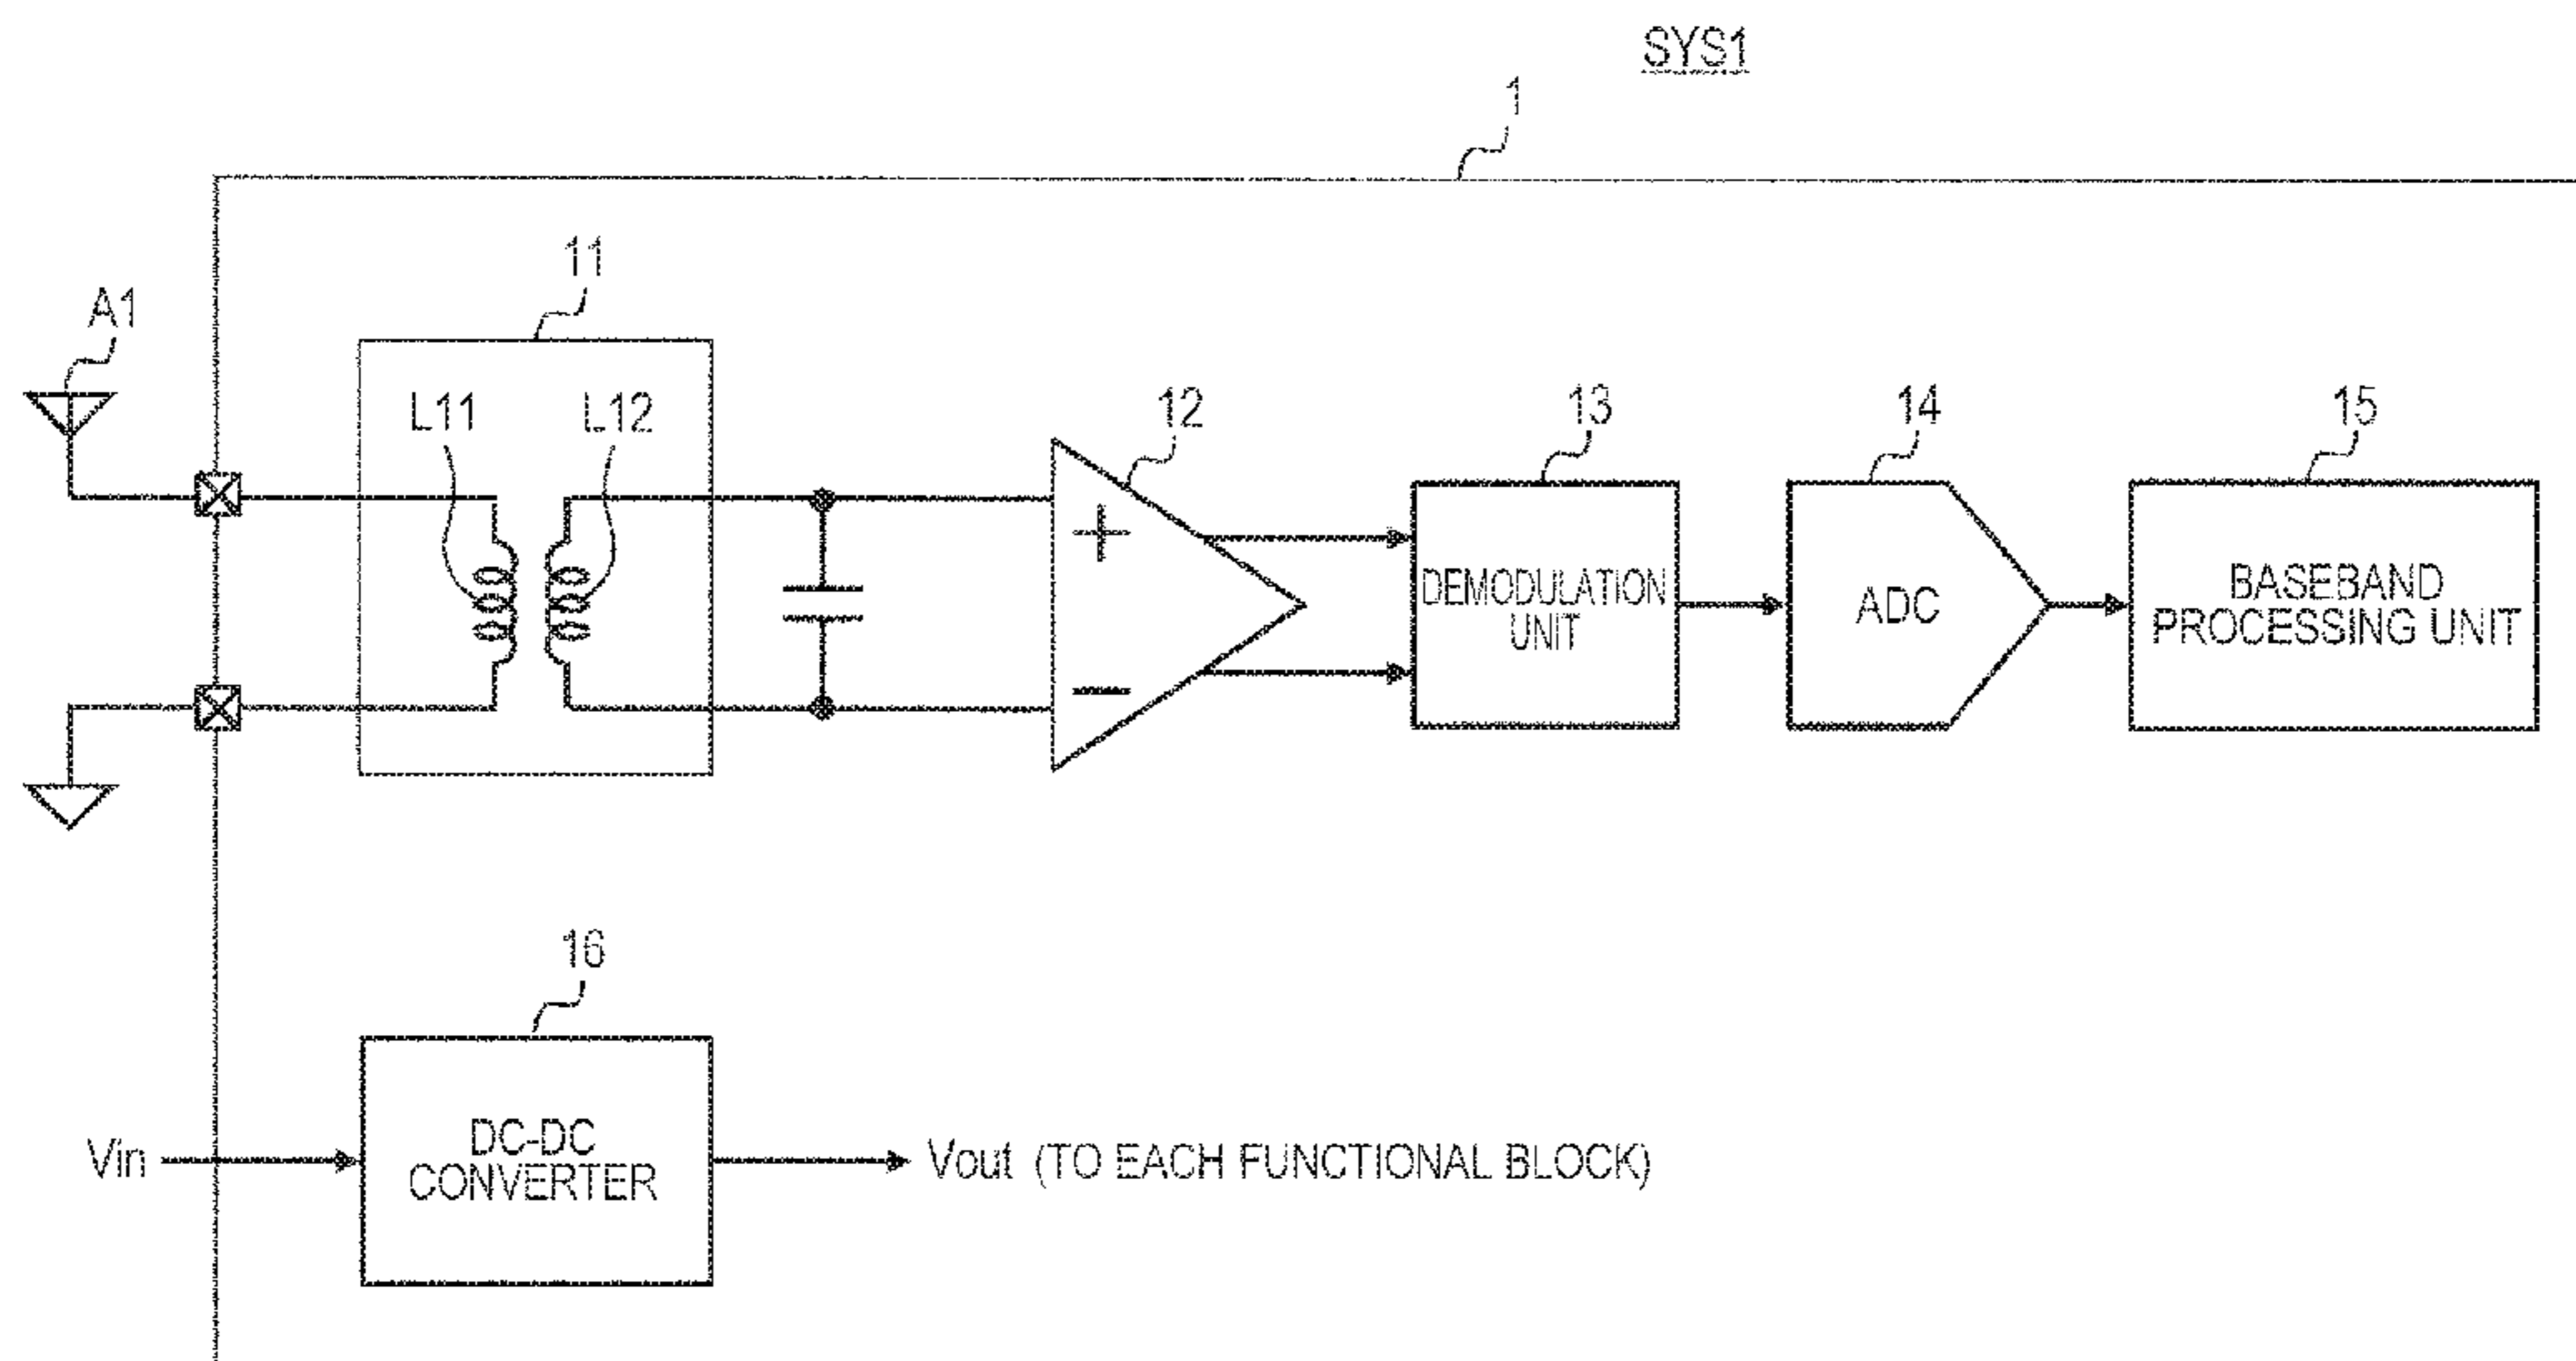 SYS1
1
11
A1
L11
L12
12
13
14
15
+
−
DEMODULATION
UNIT
ADC
BASEBAND
PROCESSING UNIT
16
Vin
DC-DC
CONVERTER
Vout (TO EACH FUNCTIONAL BLOCK)